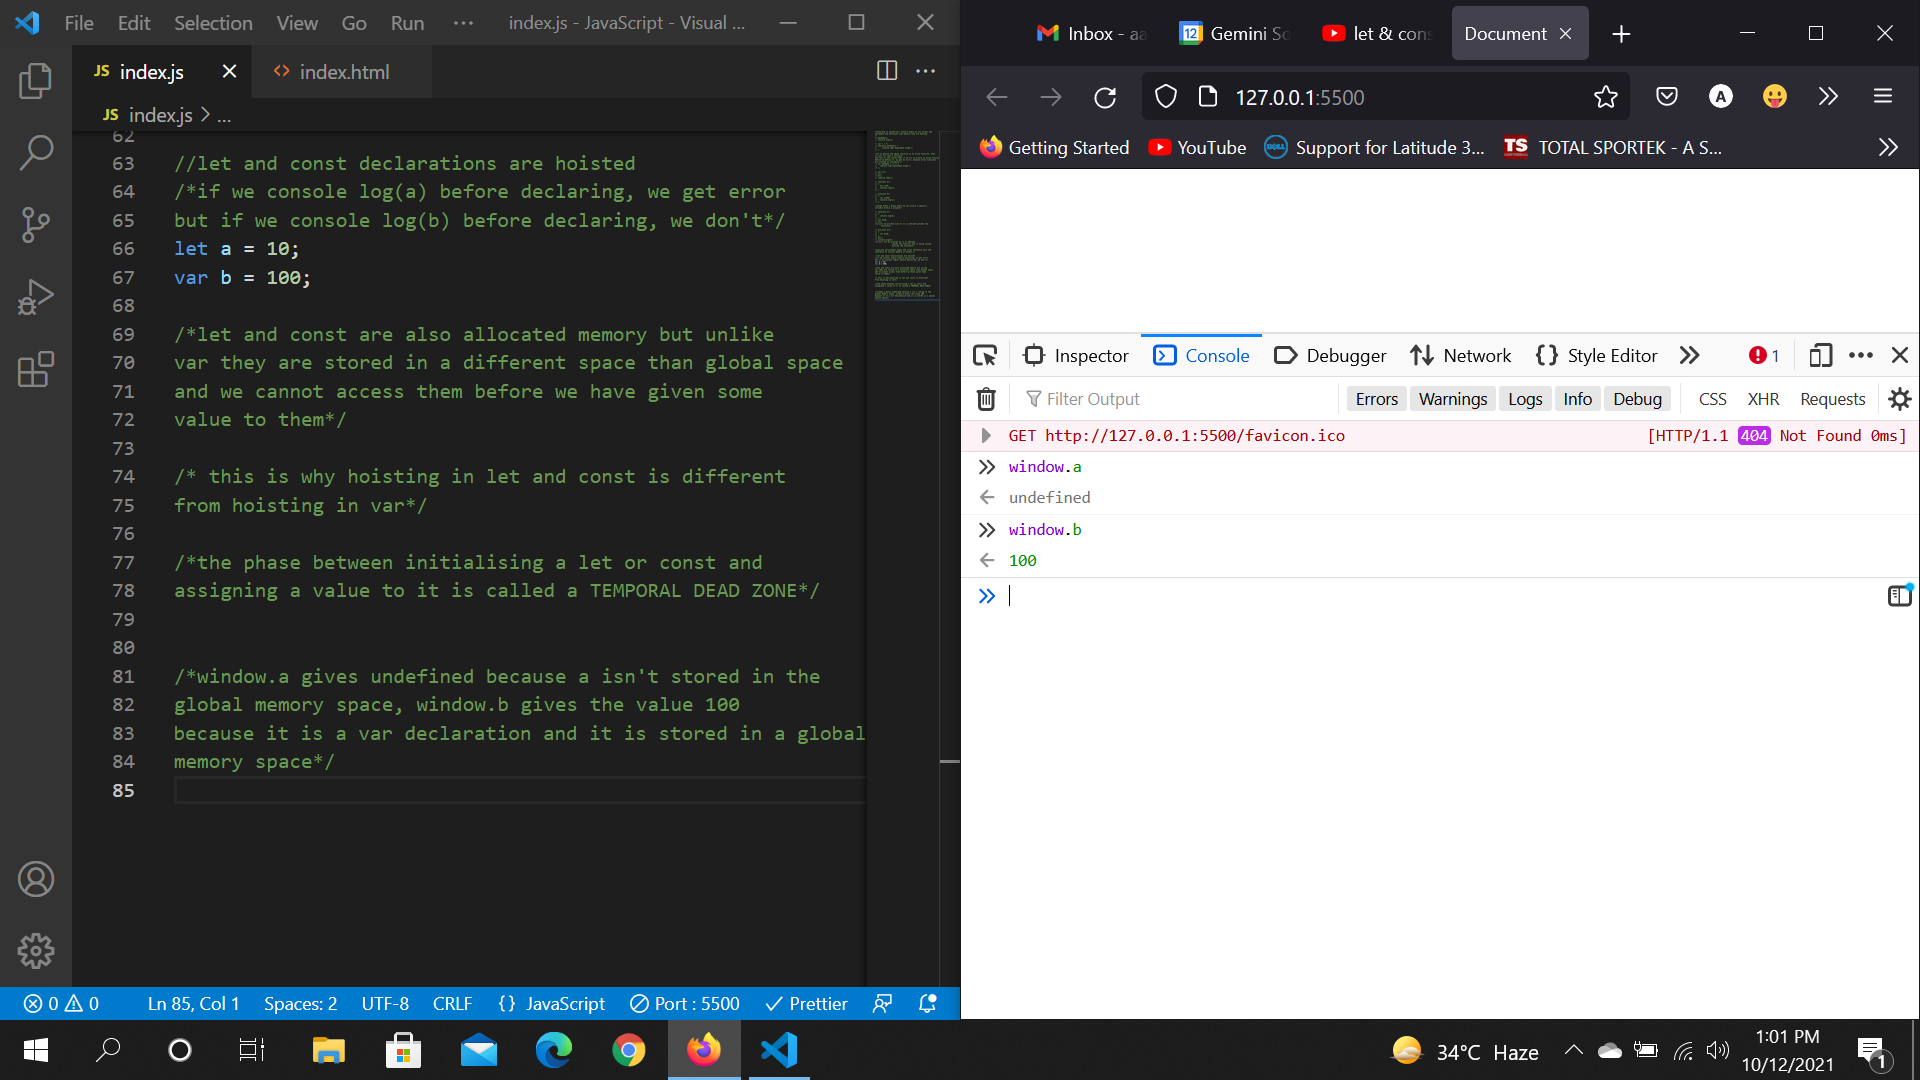 File Edit Selection View Go Run ··· index.js - JavaScript - Visual ...
JS index.js
<> index.html
JS index.js > ...
62
63 //let and const declarations are hoisted
64 /*if we console log(a) before declaring, we get error
65 but if we console log(b) before declaring, we don't*/
66 let a = 10;
67 var b = 100;
68
69 /*let and const are also allocated memory but unlike
70 var they are stored in a different space than global space
71 and we cannot access them before we have given some
72 value to them*/
73
74 /* this is why hoisting in let and const is different
75 from hoisting in var*/
76
77 /*the phase between initialising a let or const and
78 assigning a value to it is called a TEMPORAL DEAD ZONE*/
79
80
81 /*window.a gives undefined because a isn't stored in the
82 global memory space, window.b gives the value 100
83 because it is a var declaration and it is stored in a global
84 memory space*/
85
0 0 Ln 85, Col 1 Spaces: 2 UTF-8 CRLF {} JavaScript Port : 5500 Prettier
Inbox - aa
12 Gemini So
let & cons
Document
127.0.0.1:5500
A
Getting Started YouTube DELL Support for Latitude 3... TS TOTAL SPORTEK - A S...
Inspector Console Debugger Network {} Style Editor 1
Filter Output Errors Warnings Logs Info Debug CSS XHR Requests
GET http://127.0.0.1:5500/favicon.ico [HTTP/1.1 404 Not Found 0ms]
window.a
undefined
window.b
100
34°C Haze
1:01 PM
10/12/2021
1